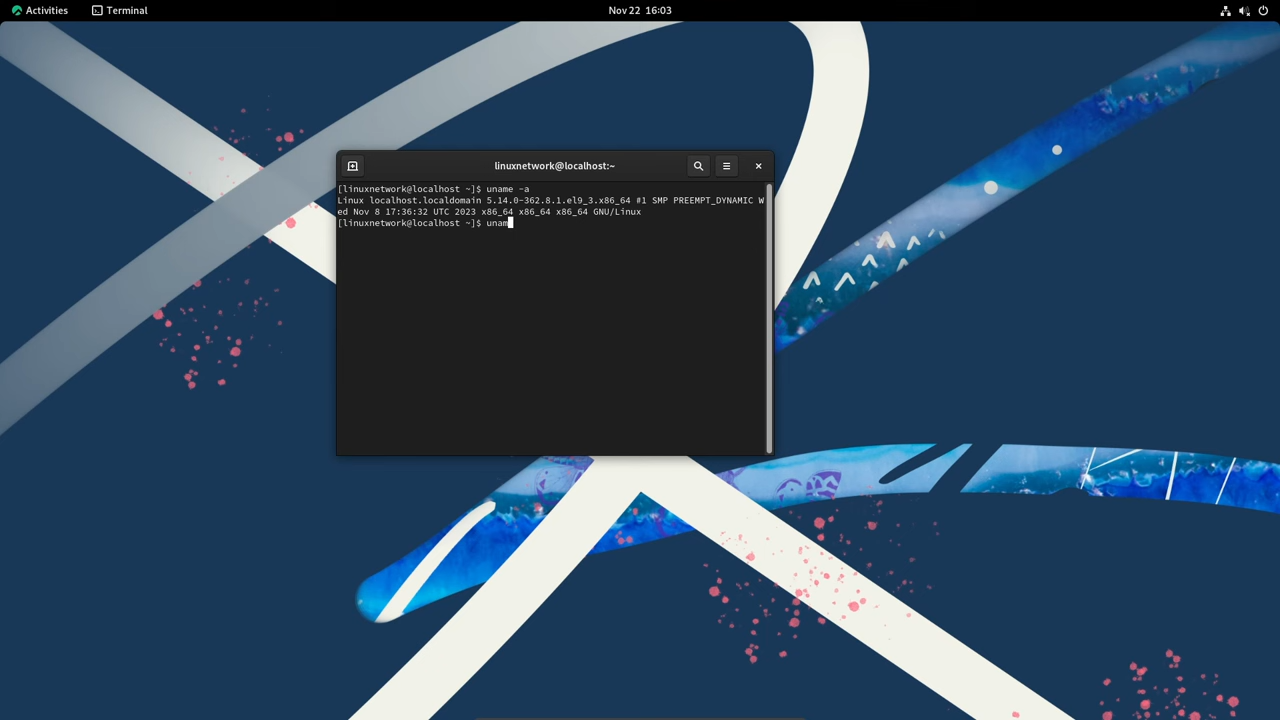 Activities
Terminal
Nov 22 16:03
linuxnetwork@localhost:~
[linuxnetwork@localhost ~]$ uname -a
Linux localhost.localdomain 5.14.0-362.8.1.el9_3.x86_64 #1 SMP PREEMPT_DYNAMIC W
ed Nov 8 17:36:32 UTC 2023 x86_64 x86_64 x86_64 GNU/Linux
[linuxnetwork@localhost ~]$ unam